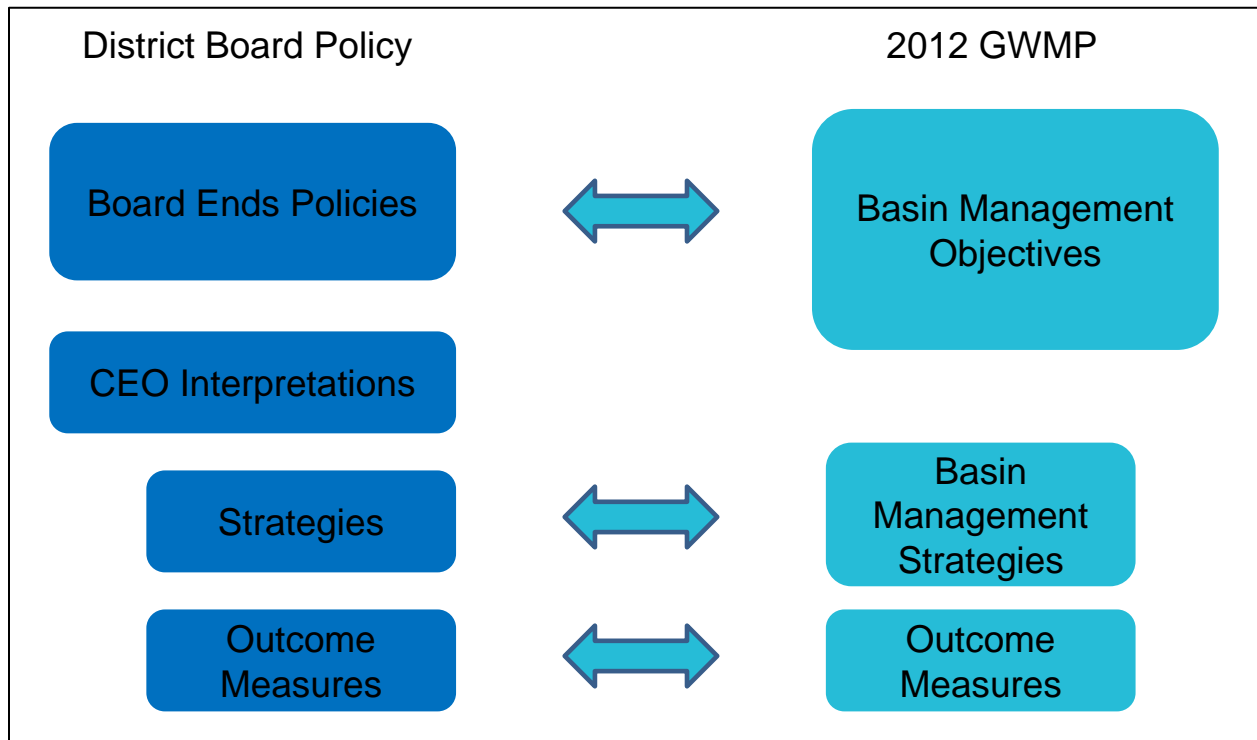 District Board Policy
2012 GWMP
Board Ends Policies
Basin Management
Objectives
CEO Interpretations
Strategies
Basin
Management
Strategies
Outcome
Measures
Outcome
Measures